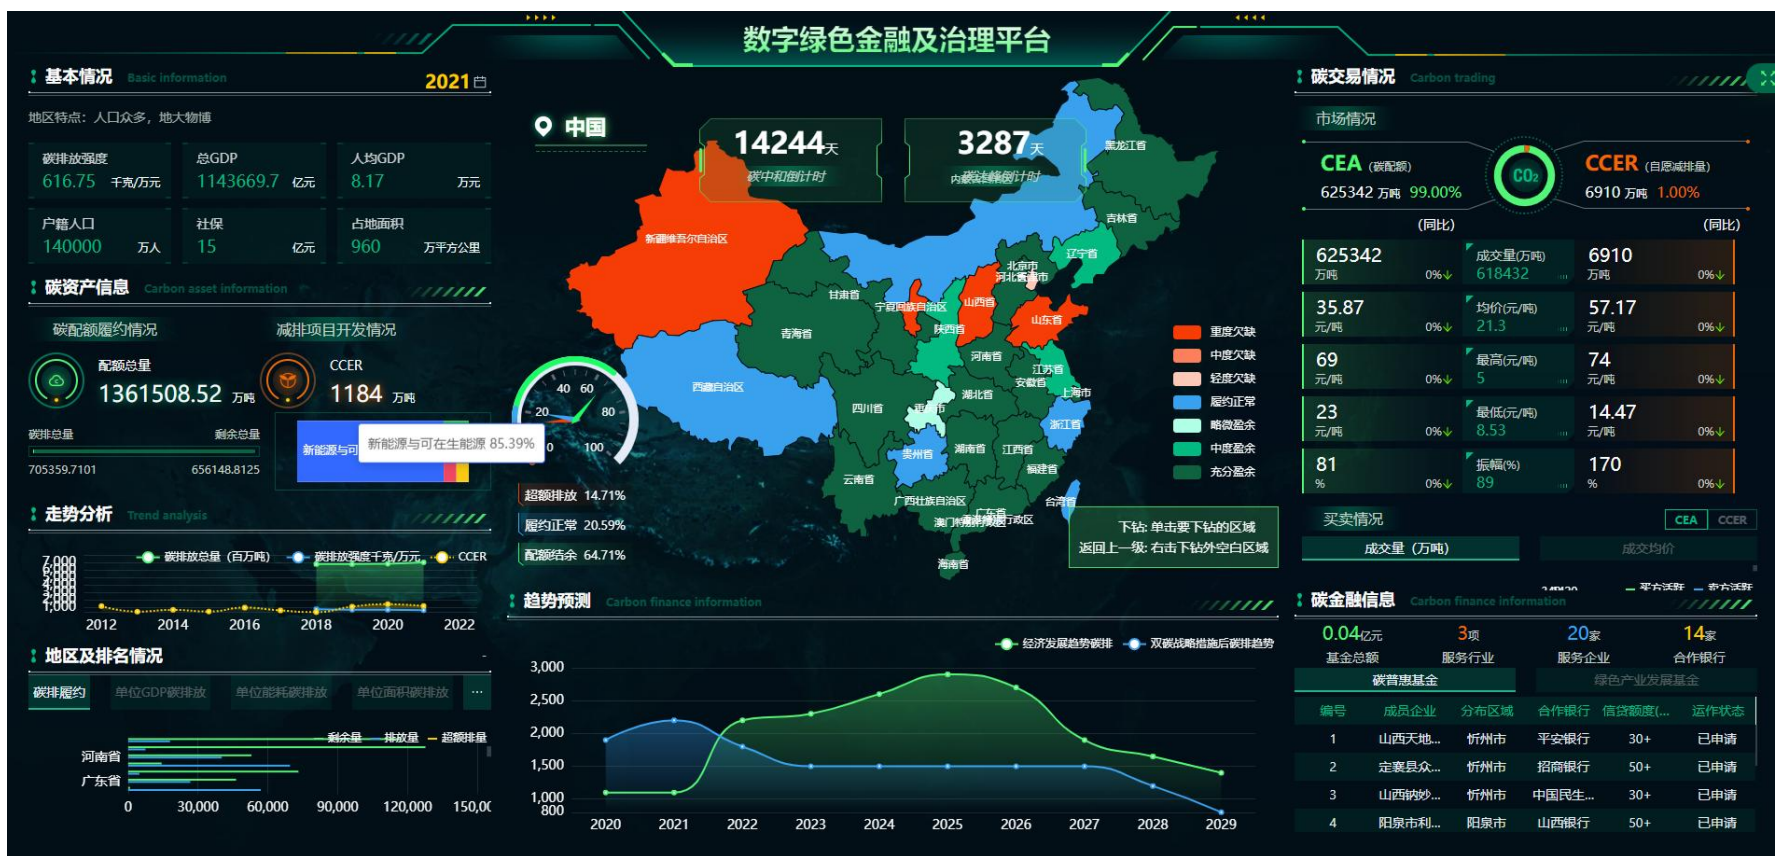 数字绿色金融及治理平台
基本情况 Basic information
2021
地区特点: 人口众多，地大物博
碳排放强度 总GDP 人均GDP
616.75 千克/万元 1143669.7 亿元 8.17 万元
户籍人口 社保 占地面积
140000 万人 15 亿元 960 万平方公里
碳资产信息 Carbon asset information
碳配额履约情况 减排项目开发情况
配额总量 CCER
1361508.52 万吨 1184 万吨
碳排总量 剩余总量
705359.7101 656148.8125
新能源与可
新能源与可在生能源 85.39%
走势分析 Trend analysis
碳排放总量（百万吨） 碳排放强度千克/万元 CCER
7,000
1,000
2012 2014 2016 2018 2020 2022
地区及排名情况
碳排履约 单位GDP碳排放 单位能耗碳排放 单位面积碳排放 ...
剩余量 排放量 超额排量
河南省
广东省
0 30,000 60,000 90,000 120,000 150,0
中国
14244天
碳中和倒计时
3287天
碳达峰倒计时
黑龙江省
吉林省
辽宁省
新疆维吾尔自治区
北京市
甘肃省
宁夏回族自治区
山西省
山东省
陕西省
青海省
河南省
江苏省
安徽省
上海市
西藏自治区
四川省
湖北省
浙江省
贵州省
湖南省
江西省
福建省
云南省
广西壮族自治区
广东省
台湾省
海南省
重度欠缺
中度欠缺
轻度欠缺
履约正常
略微盈余
中度盈余
充分盈余
20 40 60 80 100
0
超额排放 14.71%
履约正常 20.59%
配额结余 64.71%
下钻: 单击要下钻的区域
返回上一级: 右击下钻外空白区域
趋势预测 Carbon finance information
经济发展趋势碳排 双碳战略措施后碳排趋势
3,000
2,500
2,000
1,500
1,000
800
2020 2021 2022 2023 2024 2025 2026 2027 2028 2029
碳交易情况 Carbon trading
市场情况
CEA (碳配额) CO₂ CCER (自愿减排量)
625342 万吨 99.00% 6910 万吨 1.00%
(同比) (同比)
625342 成交量(万吨) 6910
万吨 0%↓ 618432 ... 万吨 0%↓
35.87 均价(元/吨) 57.17
元/吨 0%↓ 21.3 ... 元/吨 0%↓
69 最高(元/吨) 74
元/吨 0%↓ 5 ... 元/吨 0%↓
23 最低(元/吨) 14.47
元/吨 0%↓ 8.53 ... 元/吨 0%↓
81 振幅(%) 170
% 0%↓ 89 ... % 0%↓
买卖情况 CEA CCER
成交量（万吨） 成交均价
买方活跃 卖方活跃
碳金融信息 Carbon finance information
0.04亿元 3项 20家 14家
基金总额 服务行业 服务企业 合作银行
碳普惠基金 绿色产业发展基金
编号 成员企业 分布区域 合作银行 信贷额度(... 运作状态
1 山西天地... 忻州市 平安银行 30+ 已申请
2 定襄县众... 忻州市 招商银行 50+ 已申请
3 山西钠妙... 忻州市 中国民生... 30+ 已申请
4 阳泉市利... 阳泉市 山西银行 50+ 已申请